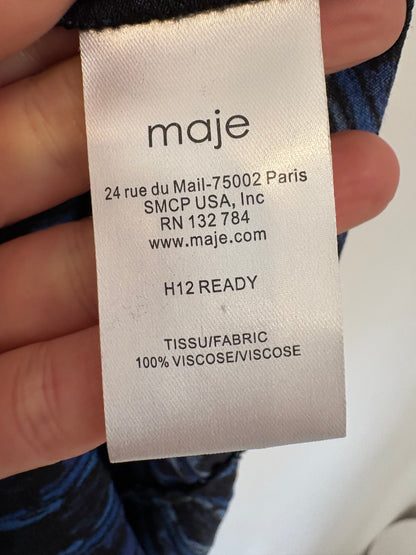 maje
24 rue du Mail-75002 Paris
SMCP USA, Inc
RN 132 784
www.maje.com
H12 READY
TISSU/FABRIC
100% VISCOSE/VISCOSE